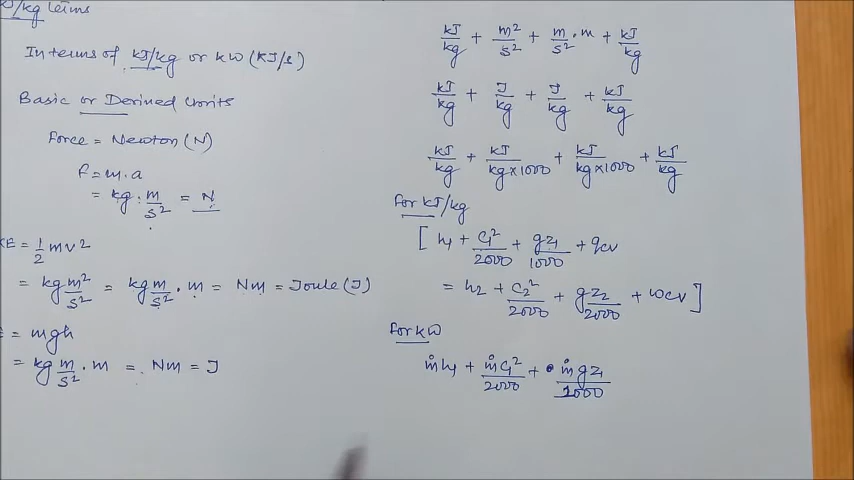 kJ/kg terms
In terms of kJ/kg or kW (KJ/s)
Basic or Derived Units
Force = Newton (N)
F = m.a
= kg . m/s² = N
KE = 1/2 mv²
= kg m²/s² = kg m/s² . m = Nm = Joule (J)
= mgh
= kg m/s² . m = Nm = J
kJ/kg + m²/s² + m/s² . m + kJ/kg
kJ/kg + J/kg + J/kg + kJ/kg
kJ/kg + kJ/kg×1000 + kJ/kg×1000 + kJ/kg
for kJ/kg
[ h₁ + C₁²/2000 + gz₁/1000 + qcv
= h₂ + C₂²/2000 + gZ₂/2000 + wcv ]
for kW
ṁh₁ + ṁC₁²/2000 + ṁgz₁/1000